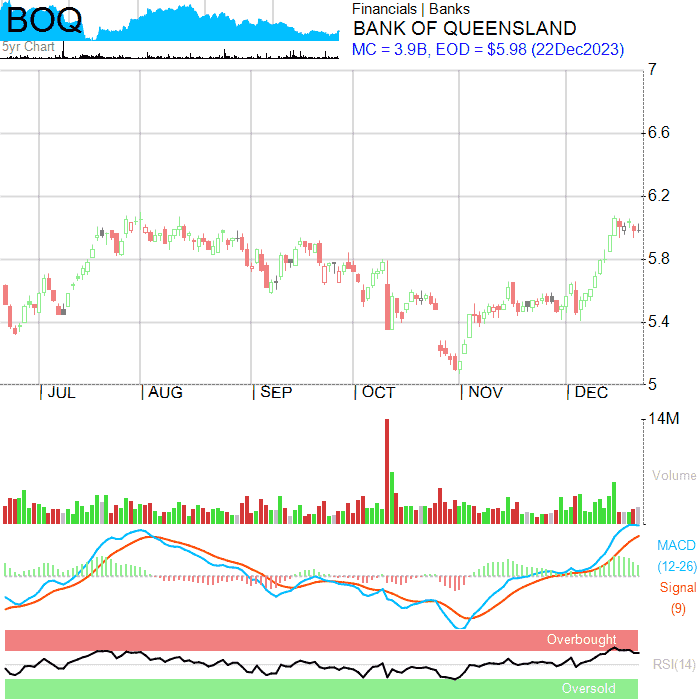 BOQ
5yr Chart
Financials | Banks
BANK OF QUEENSLAND
MC = 3.9B, EOD = $5.98 (22Dec2023)
7
6.6
6.2
5.8
5.4
5
JUL AUG SEP OCT NOV DEC
14M
Volume
MACD
(12-26)
Signal
(9)
Overbought
RSI(14)
Oversold